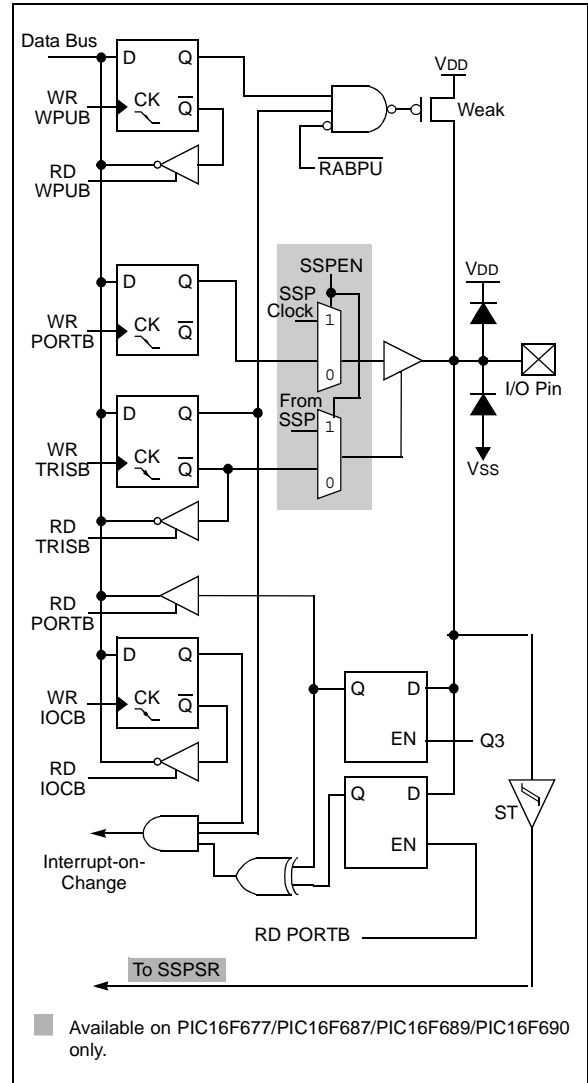 Data Bus
D Q
WR
WPUB
CK Q
RD
WPUB
VDD
Weak
RABPU
D Q
WR
PORTB
CK Q
SSPEN
SSP
Clock
1
0
VDD
I/O Pin
VSS
From
SSP
1
0
D Q
WR
TRISB
CK Q
RD
TRISB
RD
PORTB
D Q
WR
IOCB
CK Q
RD
IOCB
Q D
EN
Q3
Q D
EN
ST
Interrupt-on-
Change
RD PORTB
To SSPSR
Available on PIC16F677/PIC16F687/PIC16F689/PIC16F690
only.